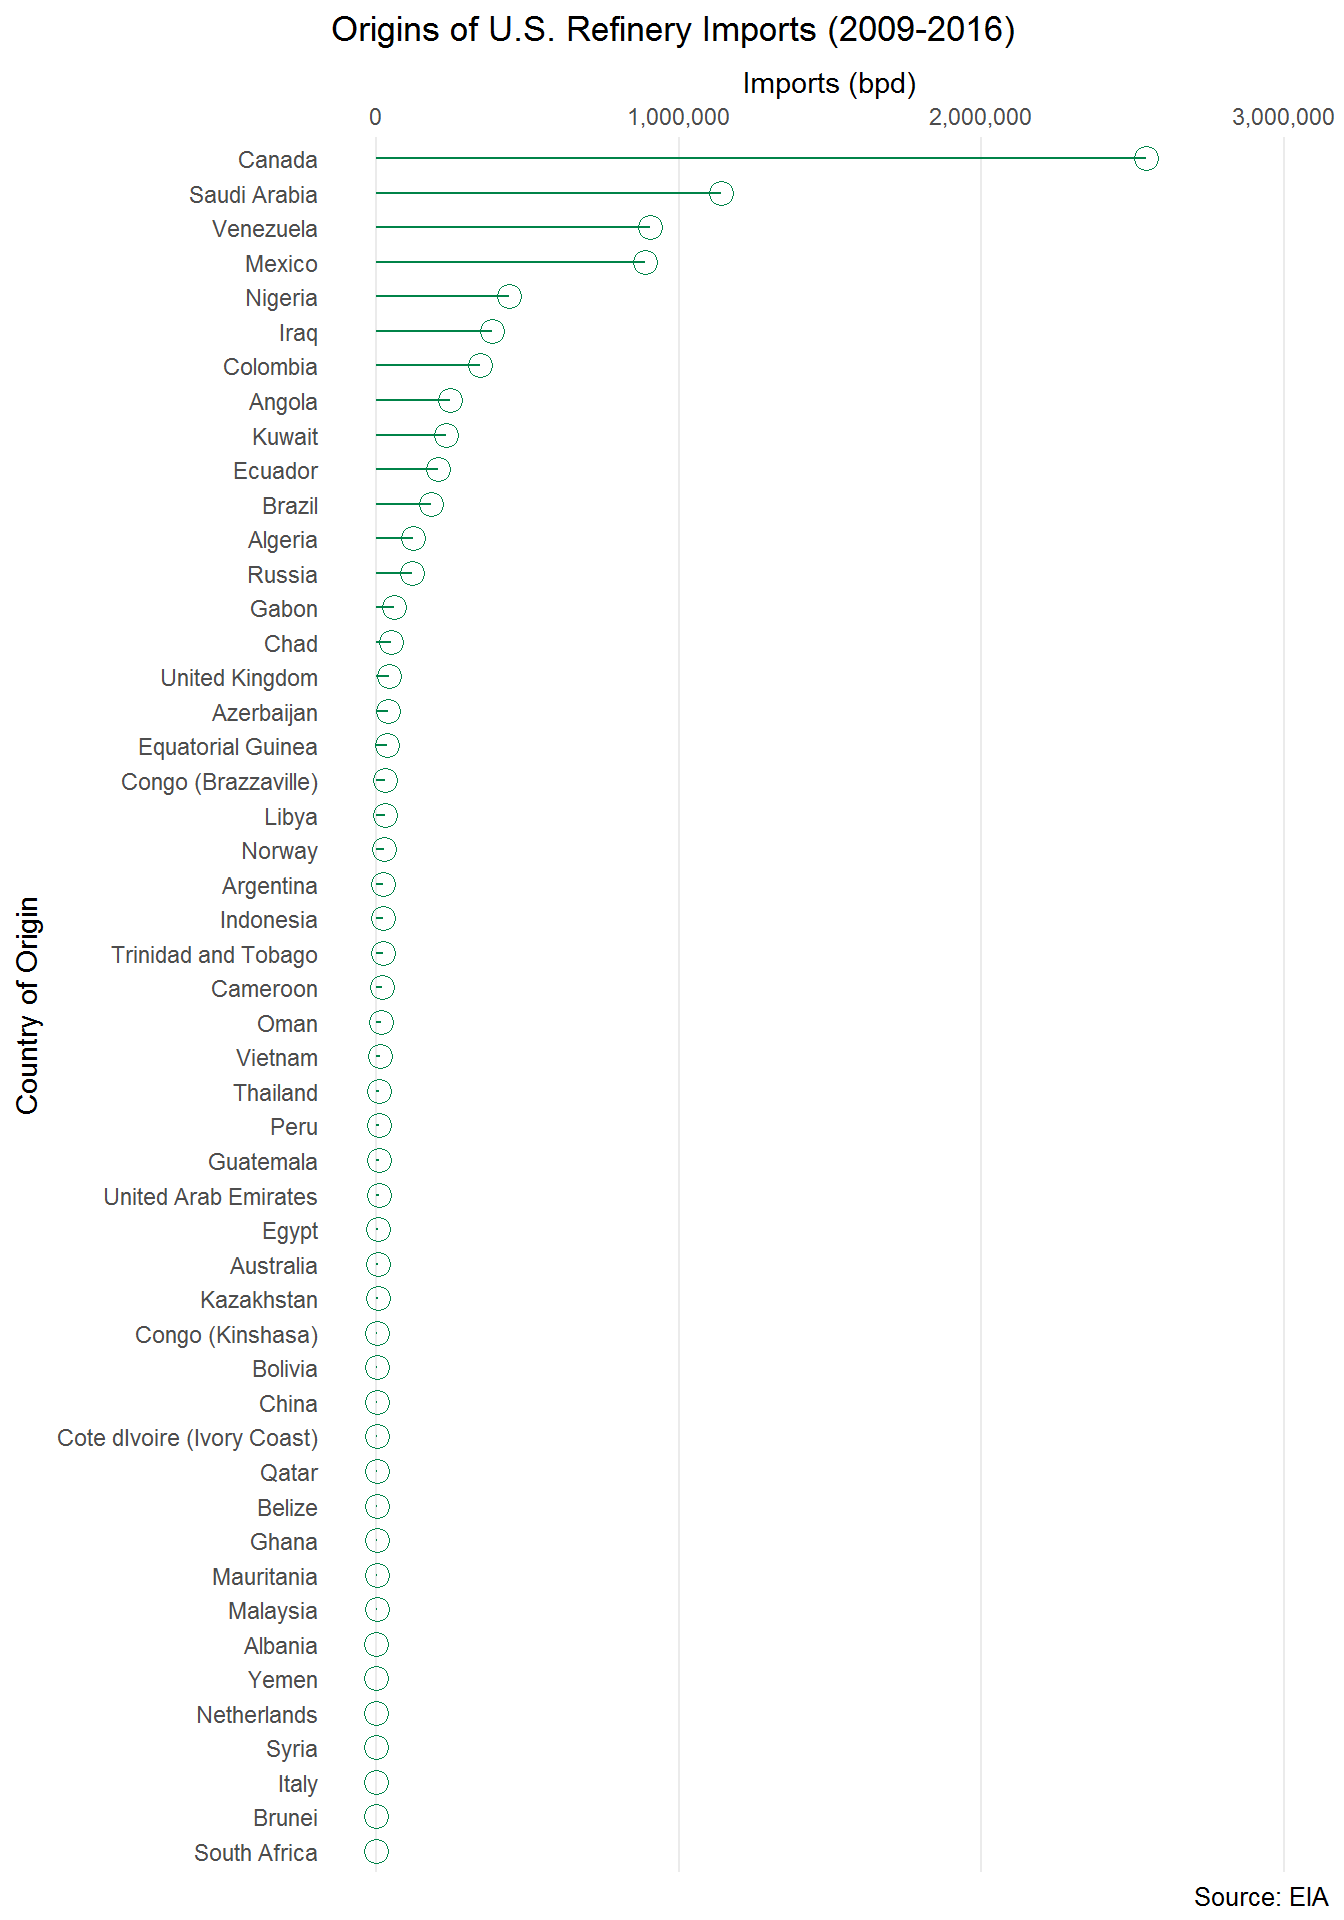 Origins of U.S. Refinery Imports (2009-2016)
Imports (bpd)
0 1,000,000 2,000,000 3,000,000
Canada
Saudi Arabia
Venezuela
Mexico
Nigeria
Iraq
Colombia
Angola
Kuwait
Ecuador
Brazil
Algeria
Russia
Gabon
Chad
United Kingdom
Azerbaijan
Equatorial Guinea
Congo (Brazzaville)
Libya
Norway
Argentina
Indonesia
Trinidad and Tobago
Cameroon
Oman
Vietnam
Thailand
Peru
Guatemala
United Arab Emirates
Egypt
Australia
Kazakhstan
Congo (Kinshasa)
Bolivia
China
Cote dIvoire (Ivory Coast)
Qatar
Belize
Ghana
Mauritania
Malaysia
Albania
Yemen
Netherlands
Syria
Italy
Brunei
South Africa
Country of Origin
Source: EIA